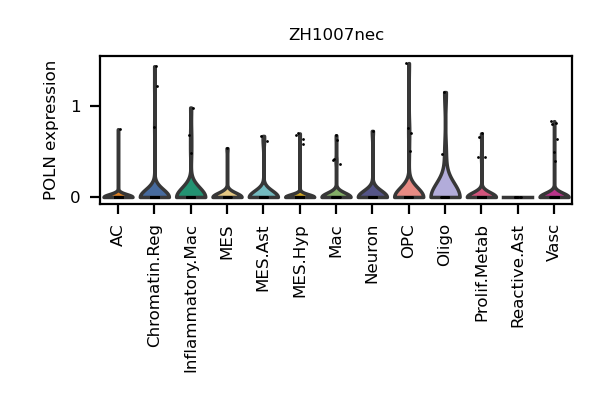 ZH1007nec
POLN expression
1
0
AC
Chromatin.Reg
Inflammatory.Mac
MES
MES.Ast
MES.Hyp
Mac
Neuron
OPC
Oligo
Prolif.Metab
Reactive.Ast
Vasc